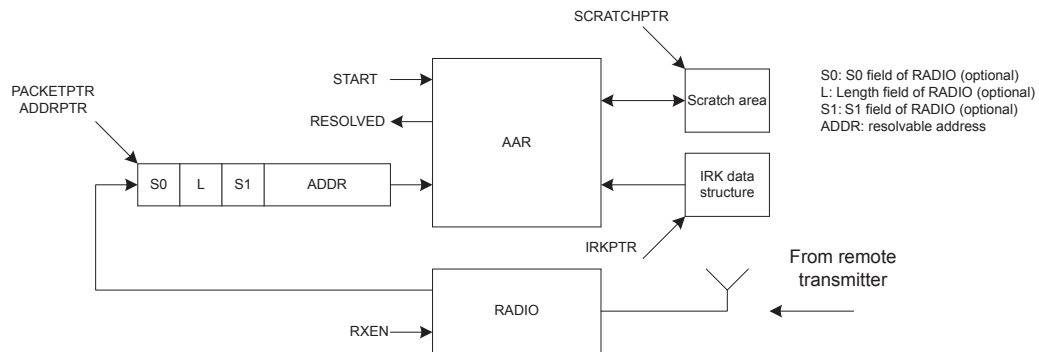 SCRATCHPTR
START
PACKETPTR
ADDRPTR
RESOLVED
AAR
Scratch area
S0: S0 field of RADIO (optional)
L: Length field of RADIO (optional)
S1: S1 field of RADIO (optional)
ADDR: resolvable address
S0
L
S1
ADDR
IRK data
structure
IRKPTR
From remote
transmitter
RADIO
RXEN